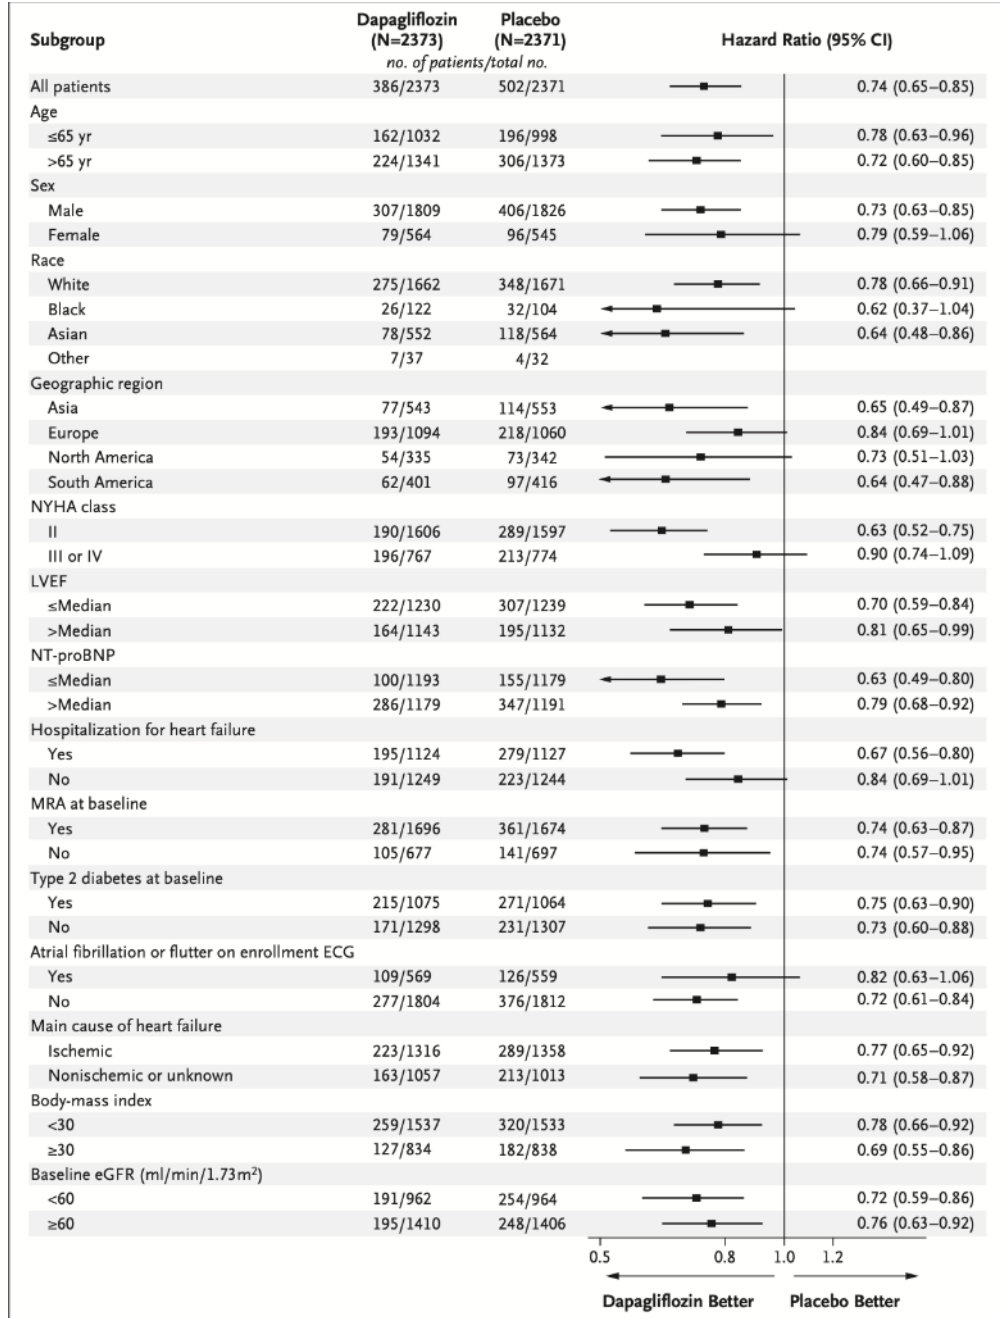 Subgroup Dapagliflozin (N=2373) Placebo (N=2371) Hazard Ratio (95% CI)
no. of patients/total no.
All patients 386/2373 502/2371 0.74 (0.65–0.85)
Age
≤65 yr 162/1032 196/998 0.78 (0.63–0.96)
>65 yr 224/1341 306/1373 0.72 (0.60–0.85)
Sex
Male 307/1809 406/1826 0.73 (0.63–0.85)
Female 79/564 96/545 0.79 (0.59–1.06)
Race
White 275/1662 348/1671 0.78 (0.66–0.91)
Black 26/122 32/104 0.62 (0.37–1.04)
Asian 78/552 118/564 0.64 (0.48–0.86)
Other 7/37 4/32
Geographic region
Asia 77/543 114/553 0.65 (0.49–0.87)
Europe 193/1094 218/1060 0.84 (0.69–1.01)
North America 54/335 73/342 0.73 (0.51–1.03)
South America 62/401 97/416 0.64 (0.47–0.88)
NYHA class
II 190/1606 289/1597 0.63 (0.52–0.75)
III or IV 196/767 213/774 0.90 (0.74–1.09)
LVEF
≤Median 222/1230 307/1239 0.70 (0.59–0.84)
>Median 164/1143 195/1132 0.81 (0.65–0.99)
NT-proBNP
≤Median 100/1193 155/1179 0.63 (0.49–0.80)
>Median 286/1179 347/1191 0.79 (0.68–0.92)
Hospitalization for heart failure
Yes 195/1124 279/1127 0.67 (0.56–0.80)
No 191/1249 223/1244 0.84 (0.69–1.01)
MRA at baseline
Yes 281/1696 361/1674 0.74 (0.63–0.87)
No 105/677 141/697 0.74 (0.57–0.95)
Type 2 diabetes at baseline
Yes 215/1075 271/1064 0.75 (0.63–0.90)
No 171/1298 231/1307 0.73 (0.60–0.88)
Atrial fibrillation or flutter on enrollment ECG
Yes 109/569 126/559 0.82 (0.63–1.06)
No 277/1804 376/1812 0.72 (0.61–0.84)
Main cause of heart failure
Ischemic 223/1316 289/1358 0.77 (0.65–0.92)
Nonischemic or unknown 163/1057 213/1013 0.71 (0.58–0.87)
Body-mass index
<30 259/1537 320/1533 0.78 (0.66–0.92)
≥30 127/834 182/838 0.69 (0.55–0.86)
Baseline eGFR (ml/min/1.73m²)
<60 191/962 254/964 0.72 (0.59–0.86)
≥60 195/1410 248/1406 0.76 (0.63–0.92)
0.5 0.8 1.0 1.2
Dapagliflozin Better Placebo Better